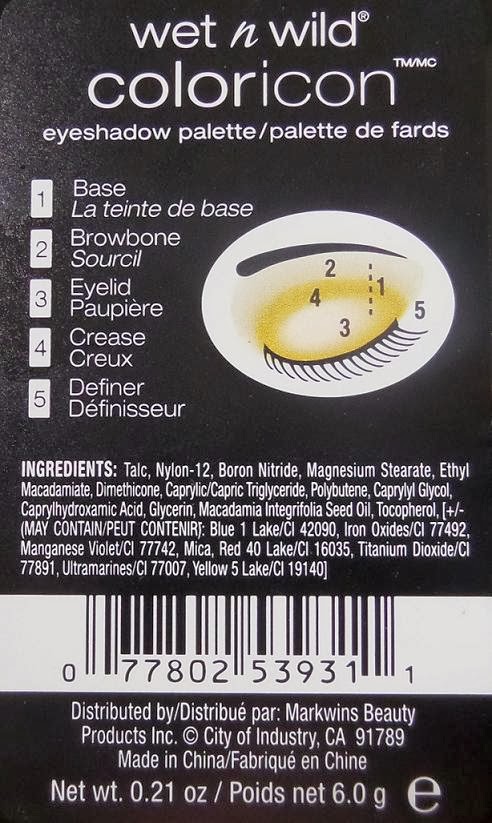 wet n wild®
coloricon™/MC
eyeshadow palette/palette de fards
1 Base
La teinte de base
2 Browbone
Sourcil
3 Eyelid
Paupière
4 Crease
Creux
5 Definer
Définisseur
2
1
4
5
3
INGREDIENTS: Talc, Nylon-12, Boron Nitride, Magnesium Stearate, Ethyl
Macadamiate, Dimethicone, Caprylic/Capric Triglyceride, Polybutene, Caprylyl Glycol,
Caprylhydroxamic Acid, Glycerin, Macadamia Integrifolia Seed Oil, Tocopherol, [+/-
(MAY CONTAIN/PEUT CONTENIR): Blue 1 Lake/CI 42090, Iron Oxides/CI 77492,
Manganese Violet/CI 77742, Mica, Red 40 Lake/CI 16035, Titanium Dioxide/CI
77891, Ultramarines/CI 77007, Yellow 5 Lake/CI 19140]
0 77802 53931 1
Distributed by/Distribué par: Markwins Beauty
Products Inc. © City of Industry, CA 91789
Made in China/Fabriqué en Chine
Net wt. 0.21 oz / Poids net 6.0 g e